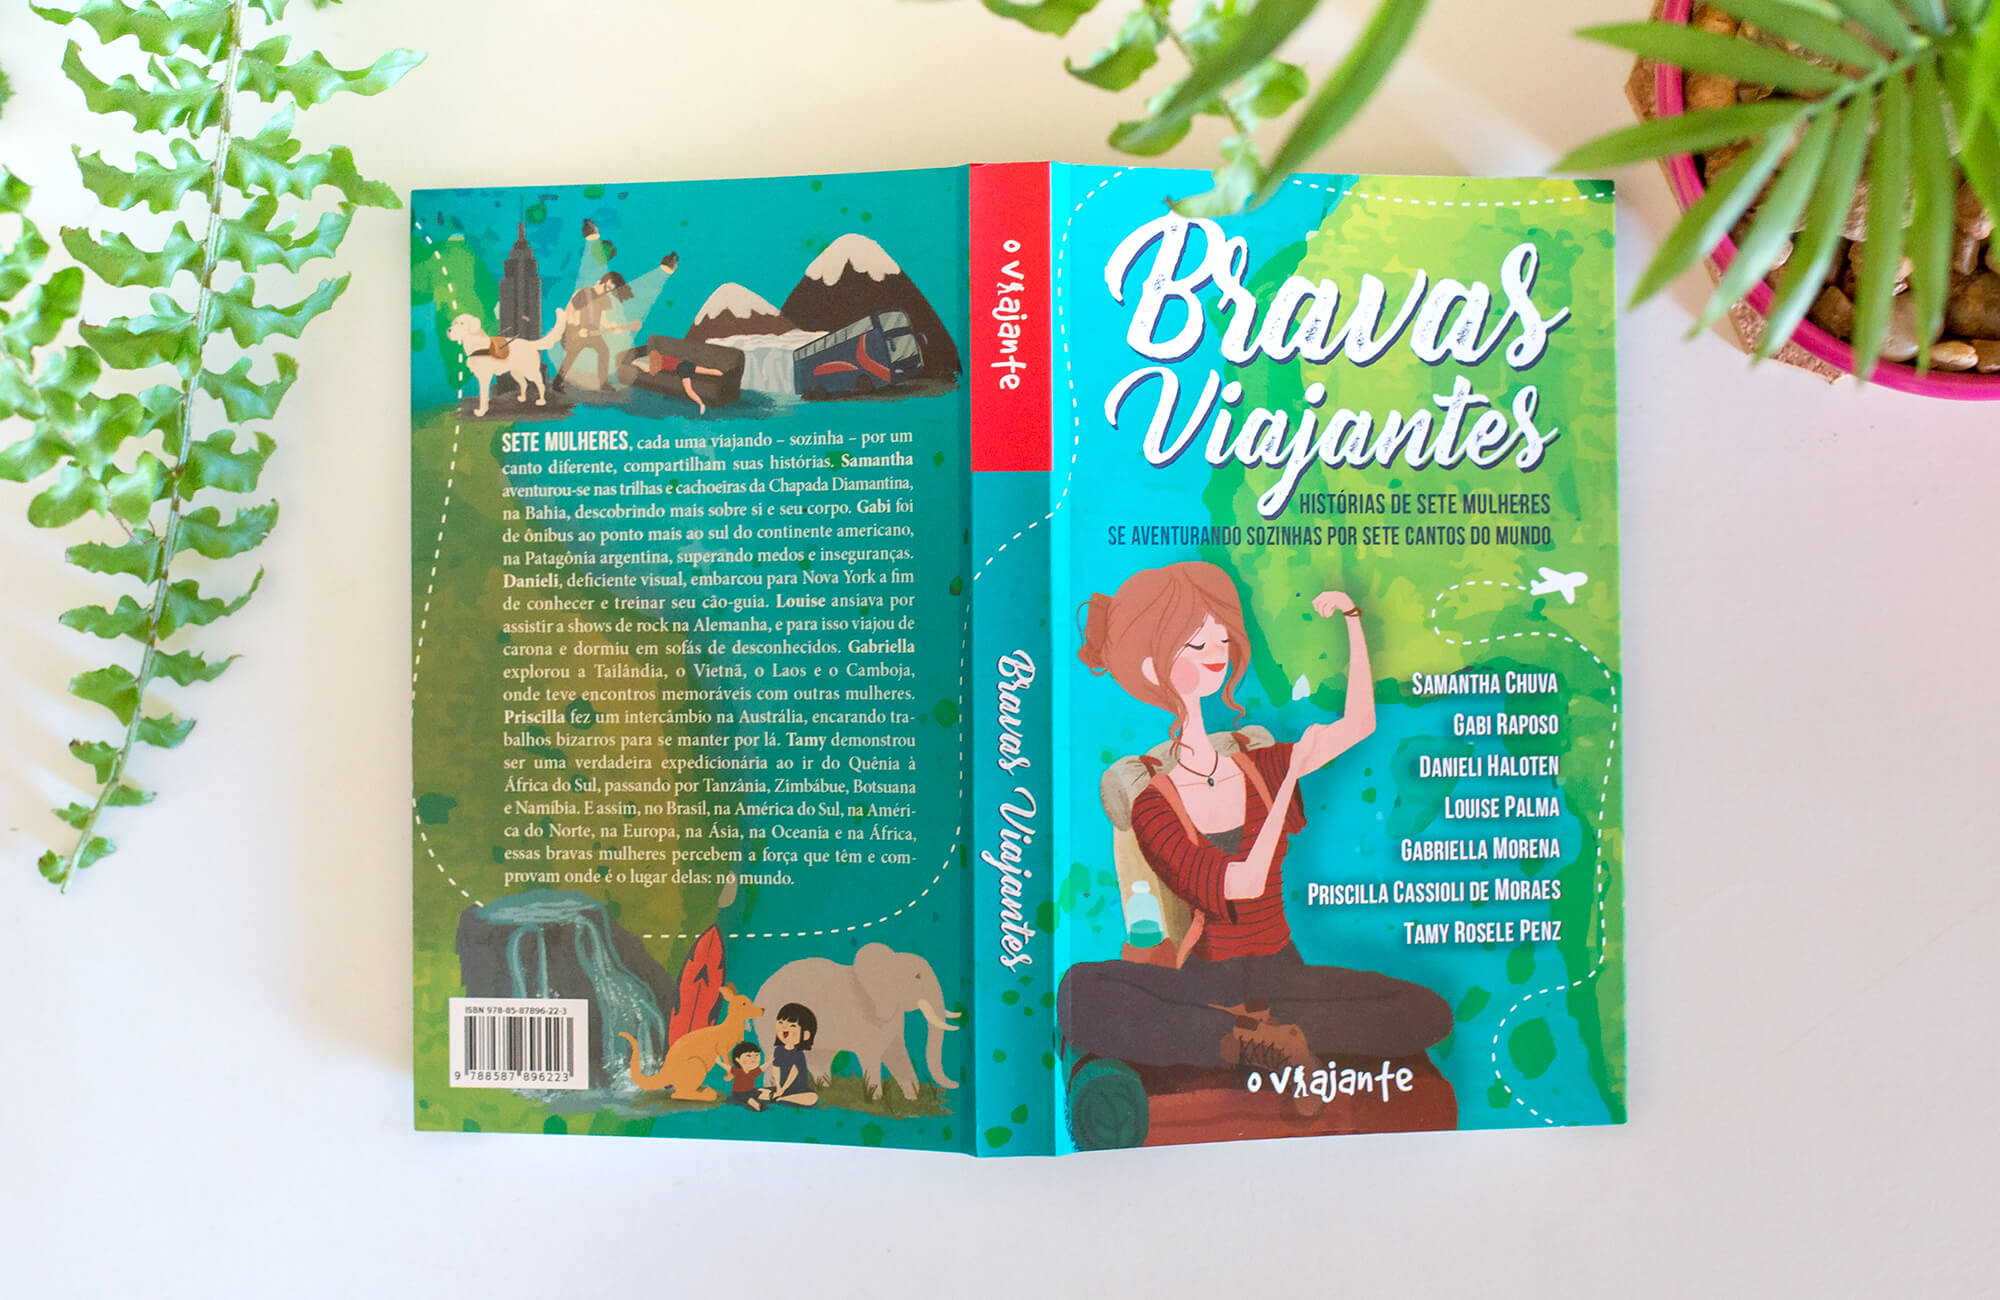 SETE MULHERES, cada uma viajando – sozinha – por um
canto diferente, compartilham suas histórias. Samantha
aventurou-se nas trilhas e cachoeiras da Chapada Diamantina,
na Bahia, descobrindo mais sobre si e seu corpo. Gabi foi
de ônibus ao ponto mais ao sul do continente americano,
na Patagônia argentina, superando medos e inseguranças.
Danieli, deficiente visual, embarcou para Nova York a fim
de conhecer e treinar seu cão-guia. Louise ansiava por
assistir a shows de rock na Alemanha, e para isso viajou de
carona e dormiu em sofás de desconhecidos. Gabriella
explorou a Tailândia, o Vietnã, o Laos e o Camboja,
onde teve encontros memoráveis com outras mulheres.
Priscilla fez um intercâmbio na Austrália, encarando tra-
balhos bizarros para se manter por lá. Tamy demonstrou
ser uma verdadeira expedicionária ao ir do Quênia à
África do Sul, passando por Tanzânia, Zimbábue, Botsuana
e Namíbia. E assim, no Brasil, na América do Sul, na Améri-
ca do Norte, na Europa, na Ásia, na Oceania e na África,
essas bravas mulheres percebem a força que têm e com-
provam onde é o lugar delas: no mundo.
ISBN 978-85-87896-22-3
9 788587 896223
o viajante
Bravas Viajantes
Bravas
Viajantes
HISTÓRIAS DE SETE MULHERES
SE AVENTURANDO SOZINHAS POR SETE CANTOS DO MUNDO
SAMANTHA CHUVA
GABI RAPOSO
DANIELI HALOTEN
LOUISE PALMA
GABRIELLA MORENA
PRISCILLA CASSIOLI DE MORAES
TAMY ROSELE PENZ
o viajante